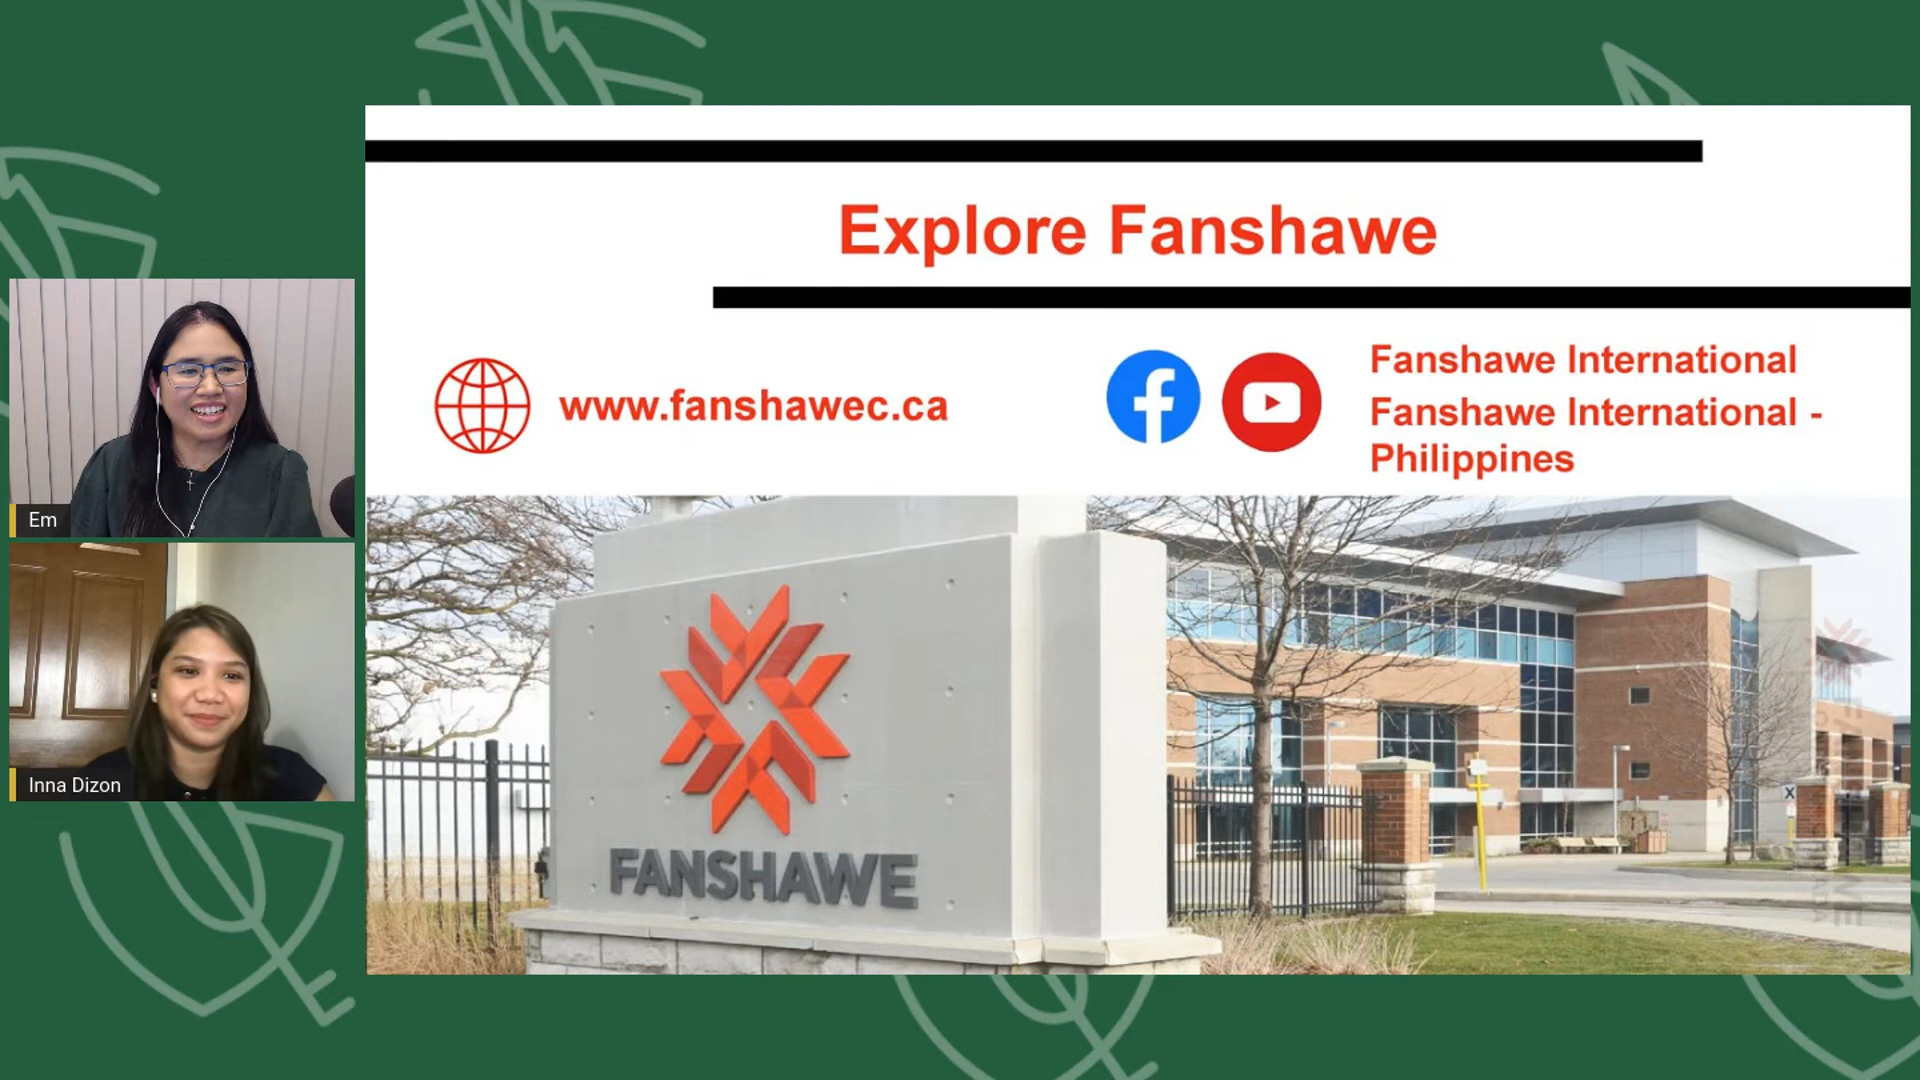 Explore Fanshawe
www.fanshawec.ca
Fanshawe International
Fanshawe International -
Philippines
Em
Inna Dizon
FANSHAWE
X